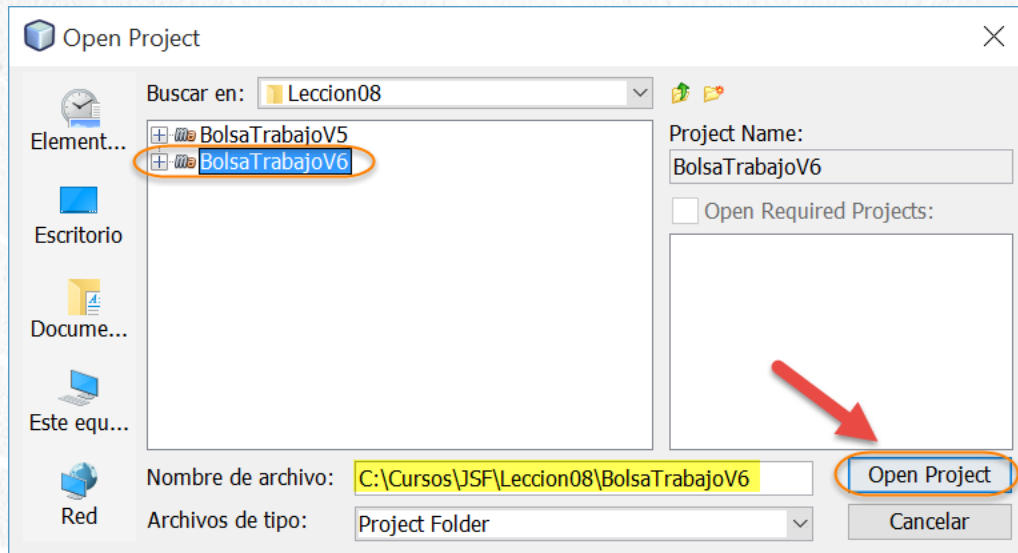 Open Project
Buscar en: Leccion08
Element...
Escritorio
Docume...
Este equ...
Red
BolsaTrabajoV5
BolsaTrabajoV6
Project Name:
BolsaTrabajoV6
Open Required Projects:
Nombre de archivo: C:\Cursos\JSF\Leccion08\BolsaTrabajoV6
Open Project
Archivos de tipo: Project Folder
Cancelar